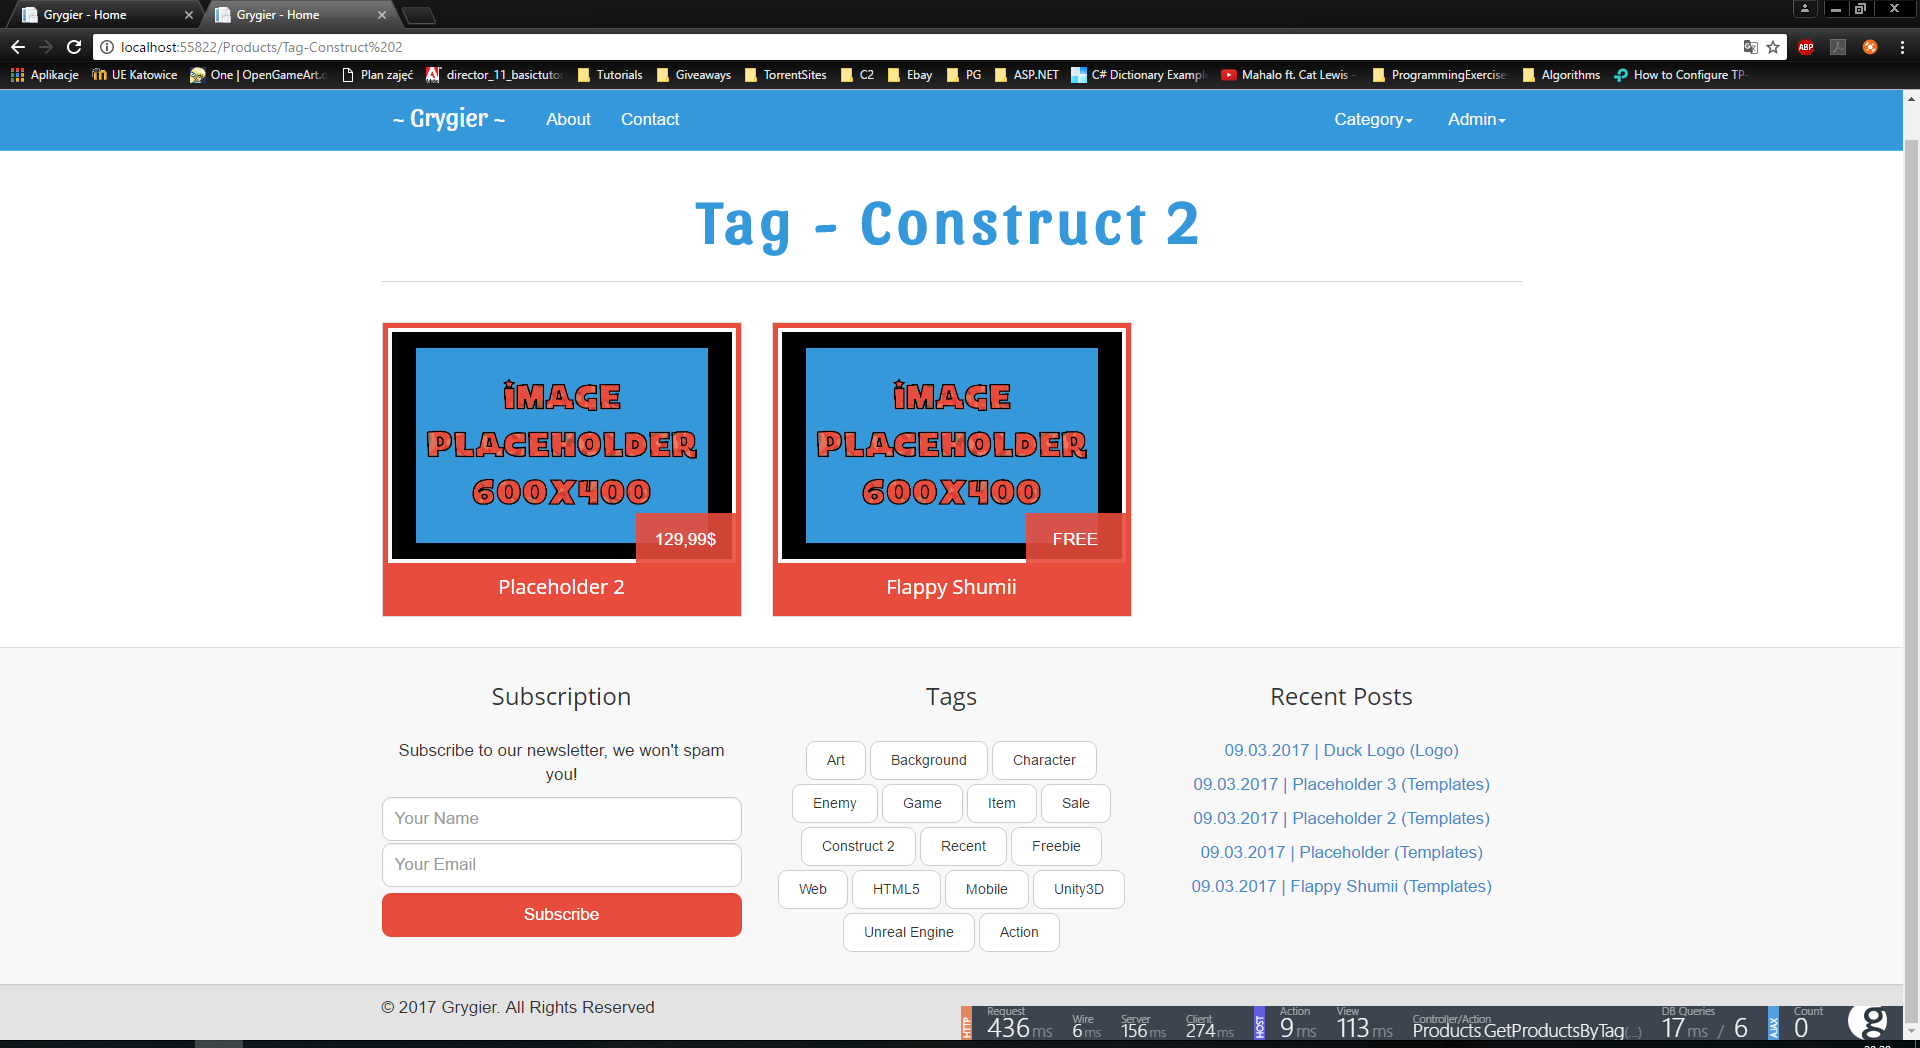 Grygier - Home
Grygier - Home
localhost:55822/Products/Tag-Construct%202
ABP
Aplikacje UE Katowice One | OpenGameArt.o Plan zajęć director_11_basictutor Tutorials Giveaways TorrentSites C2 Ebay PG ASP.NET C# Dictionary Example Mahalo ft. Cat Lewis - ProgrammingExercise Algorithms How to Configure TP-
~ Grygier ~ About Contact Category Admin
Tag - Construct 2
IMAGE
PLACEHOLDER
600X400
129,99$
Placeholder 2
IMAGE
PLACEHOLDER
600X400
FREE
Flappy Shumii
Subscription
Subscribe to our newsletter, we won't spam
you!
Your Name
Your Email
Subscribe
Tags
Art Background Character
Enemy Game Item Sale
Construct 2 Recent Freebie
Web HTML5 Mobile Unity3D
Unreal Engine Action
Recent Posts
09.03.2017 | Duck Logo (Logo)
09.03.2017 | Placeholder 3 (Templates)
09.03.2017 | Placeholder 2 (Templates)
09.03.2017 | Placeholder (Templates)
09.03.2017 | Flappy Shumii (Templates)
© 2017 Grygier. All Rights Reserved
HTTP
Request
436 ms
Wire
6 ms
Server
156 ms
Client
274 ms
HOST
Action
9 ms
View
113 ms
Controller/Action
Products.GetProductsByTag(...)
DB Queries
17 ms / 6
AJAX
Count
0
g